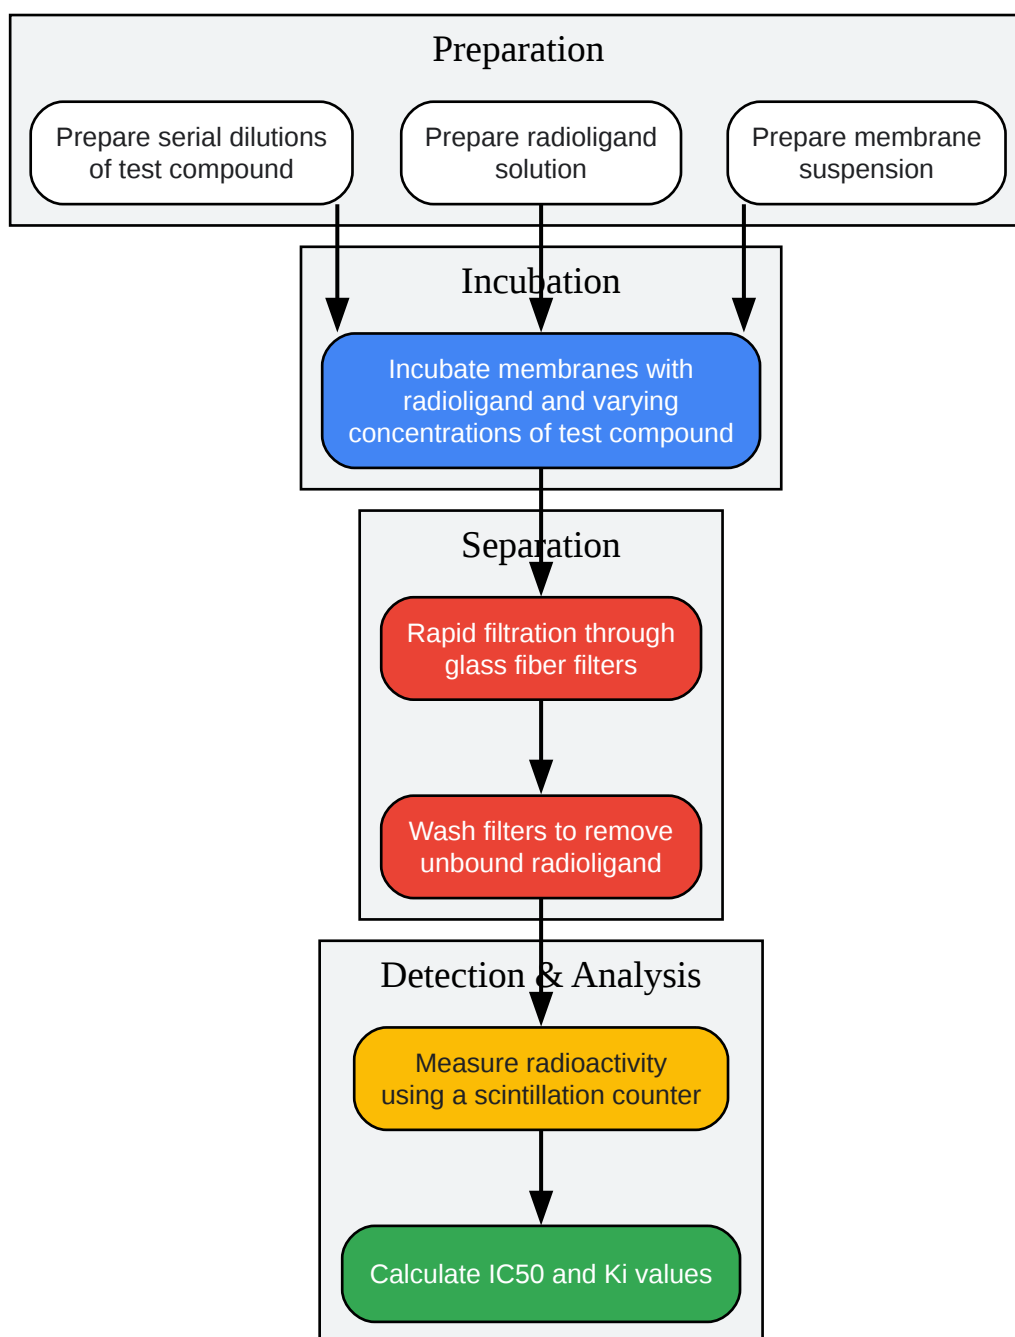 Preparation
Prepare serial dilutions
of test compound
Prepare radioligand
solution
Prepare membrane
suspension
Incubation
Incubate membranes with
radioligand and varying
concentrations of test compound
Separation
Rapid filtration through
glass fiber filters
Wash filters to remove
unbound radioligand
Detection & Analysis
Measure radioactivity
using a scintillation counter
Calculate IC50 and Ki values